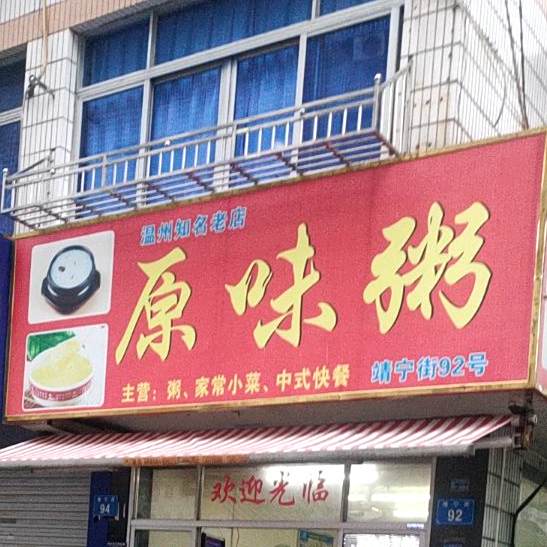 温州知名老店
原味粥
主营：粥、家常小菜、中式快餐
靖宁街92号
欢迎光临
94
92